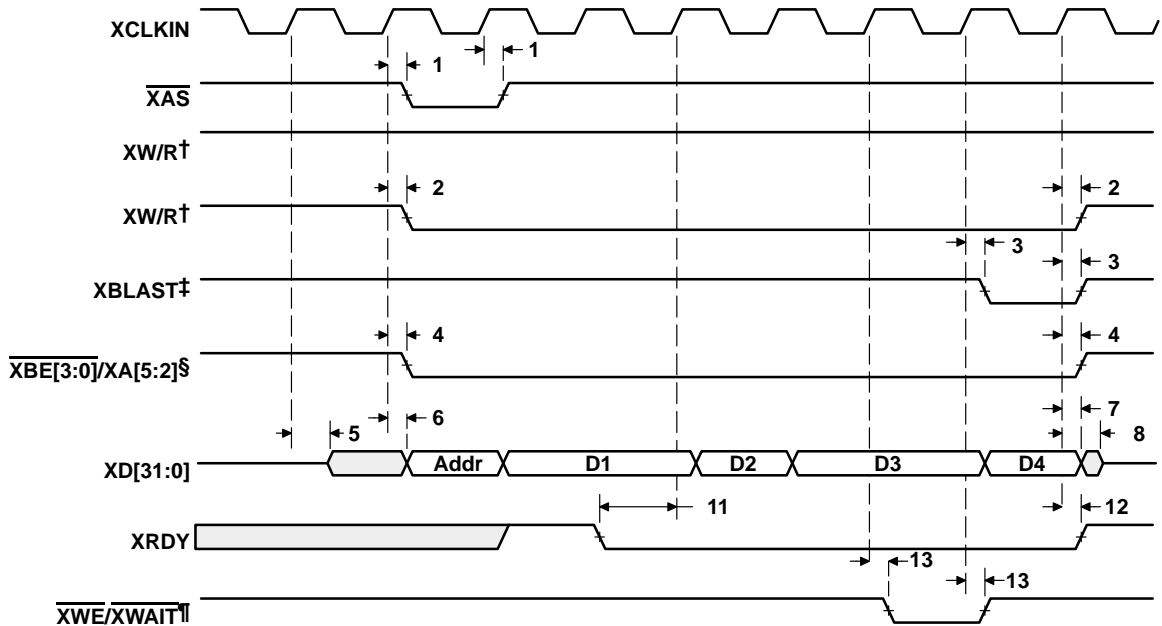 XCLKIN
1
1
XAS
XW/R†
2
2
XW/R†
3
3
XBLAST‡
4
4
XBE[3:0]/XA[5:2]§
6
7
5
8
XD[31:0]
Addr
D1
D2
D3
D4
11
12
XRDY
13
13
XWE/XWAIT¶